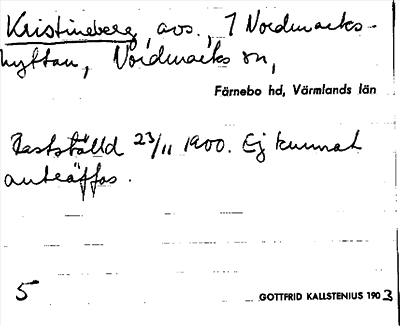 Kristineberg, avs., 1 Nordmarks-
hyttan, Nordmarks sn,
Färnebo hd, Värmlands län
Fastställd 23/11 1900. Ej kunnat
anträffas.
5
GOTTFRID KALLSTENIUS 1903